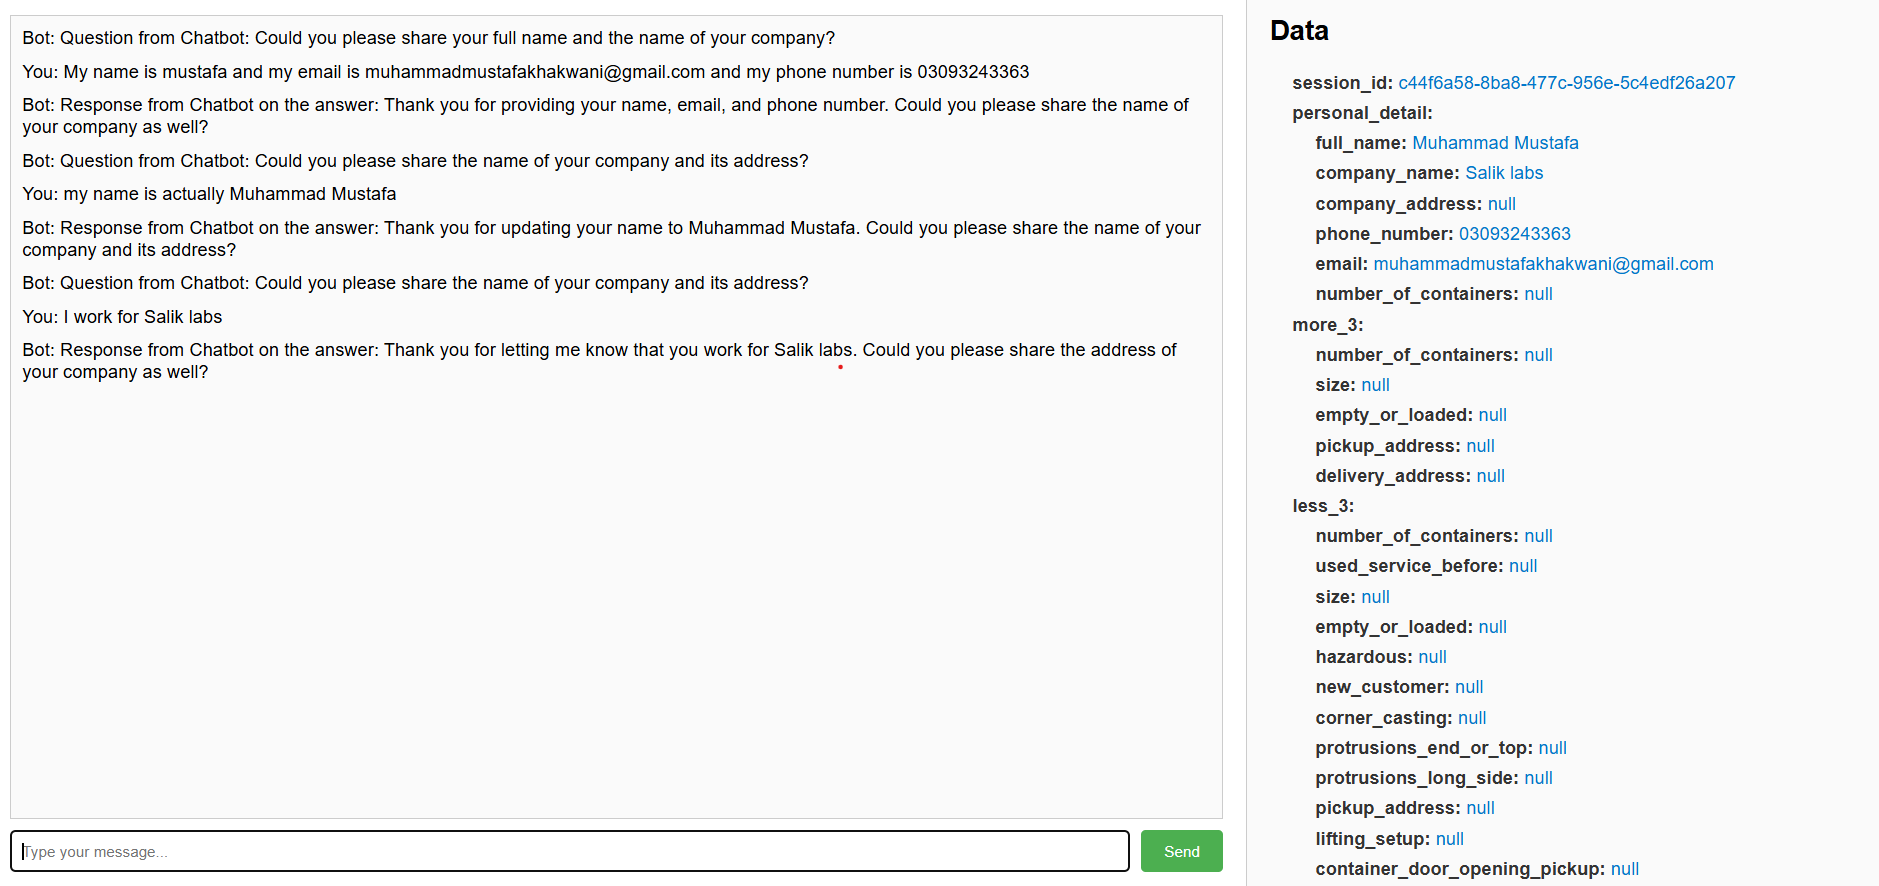 Bot: Question from Chatbot: Could you please share your full name and the name of your company?
You: My name is mustafa and my email is muhammadmustafakhakwani@gmail.com and my phone number is 03093243363
Bot: Response from Chatbot on the answer: Thank you for providing your name, email, and phone number. Could you please share the name of
your company as well?
Bot: Question from Chatbot: Could you please share the name of your company and its address?
You: my name is actually Muhammad Mustafa
Bot: Response from Chatbot on the answer: Thank you for updating your name to Muhammad Mustafa. Could you please share the name of your
company and its address?
Bot: Question from Chatbot: Could you please share the name of your company and its address?
You: I work for Salik labs
Bot: Response from Chatbot on the answer: Thank you for letting me know that you work for Salik labs. Could you please share the address of
your company as well?
Type your message...
Send
Data
session_id: c44f6a58-8ba8-477c-956e-5c4edf26a207
personal_detail:
full_name: Muhammad Mustafa
company_name: Salik labs
company_address: null
phone_number: 03093243363
email: muhammadmustafakhakwani@gmail.com
number_of_containers: null
more_3:
number_of_containers: null
size: null
empty_or_loaded: null
pickup_address: null
delivery_address: null
less_3:
number_of_containers: null
used_service_before: null
size: null
empty_or_loaded: null
hazardous: null
new_customer: null
corner_casting: null
protrusions_end_or_top: null
protrusions_long_side: null
pickup_address: null
lifting_setup: null
container_door_opening_pickup: null